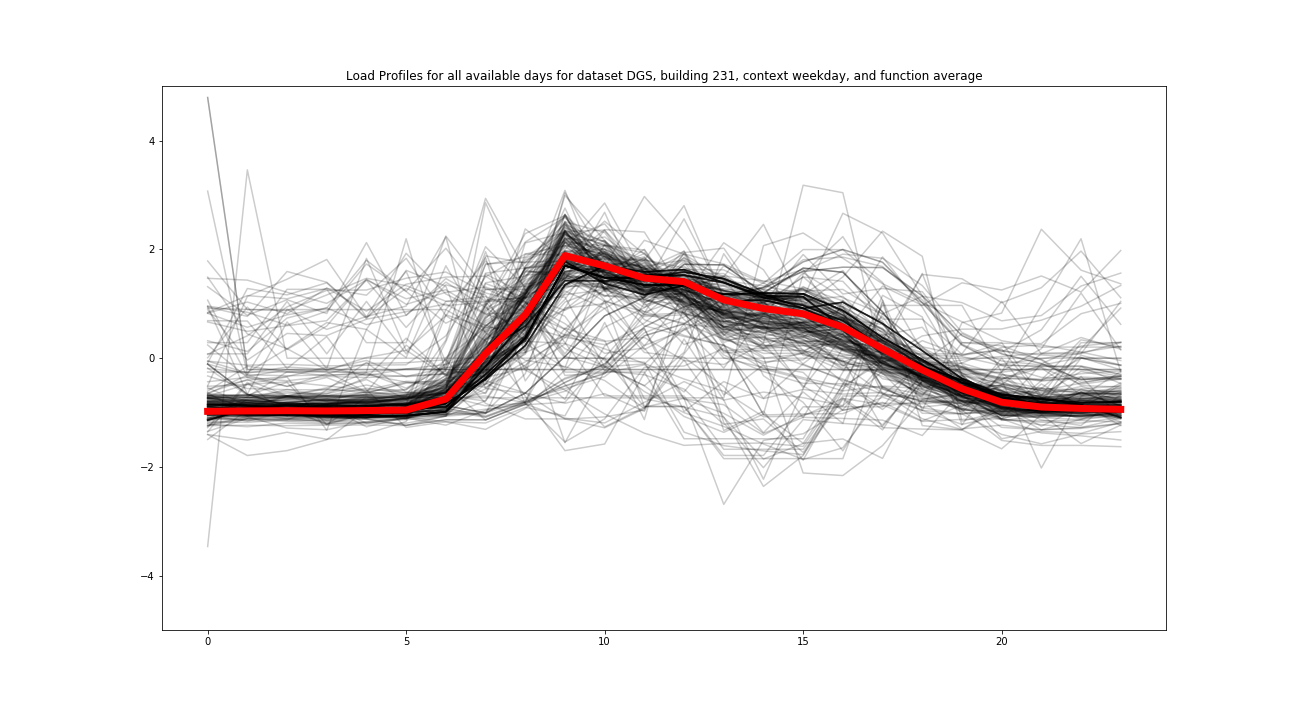 Load Profiles for all available days for dataset DGS, building 231, context weekday, and function average
4
2
0
−2
−4
0 5 10 15 20